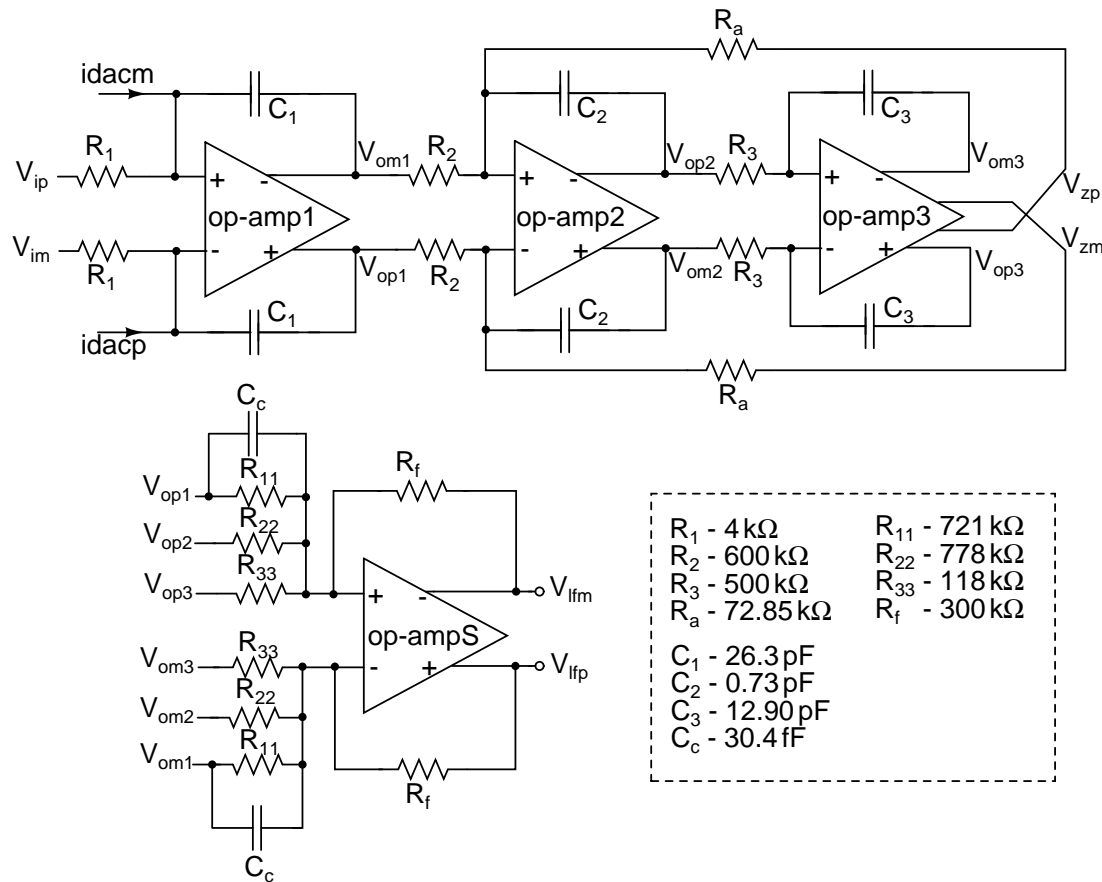 Ra
idacm
C1
C2
C3
R1
Vip
Vom1
R2
Vop2
R3
Vom3
+
-
+
-
+
-
Vzp
op-amp1
op-amp2
op-amp3
Vim
-
+
-
+
-
+
Vzm
R1
Vop1
R2
Vom2
R3
Vop3
C1
C2
C3
idacp
Ra
Cc
Rf
Vop1
R11
Vop2
R22
Vop3
R33
+
-
Vlfm
op-ampS
Vom3
R33
-
+
Vlfp
Vom2
R22
Vom1
R11
Rf
Cc
R1 - 4 kΩ
R2 - 600 kΩ
R3 - 500 kΩ
Ra - 72.85 kΩ
R11 - 721 kΩ
R22 - 778 kΩ
R33 - 118 kΩ
Rf - 300 kΩ
C1 - 26.3 pF
C2 - 0.73 pF
C3 - 12.90 pF
Cc - 30.4 fF